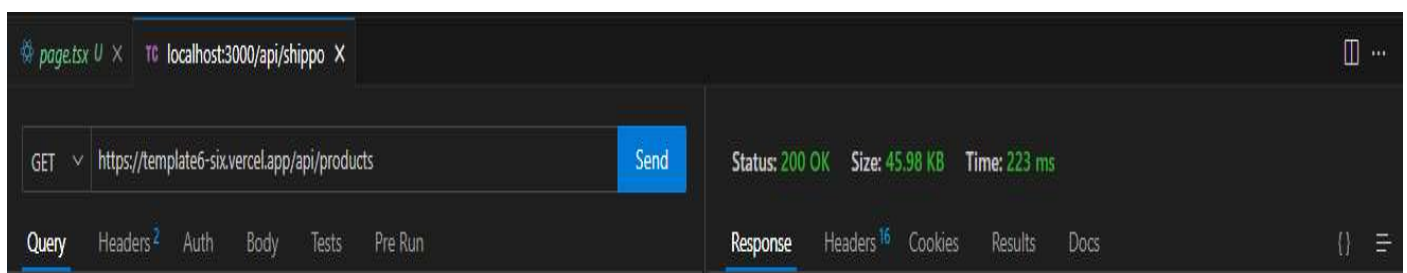 page.tsx U × TC localhost:3000/api/shippo × ...
GET https://template6-six.vercel.app/api/products Send Status: 200 OK Size: 45.98 KB Time: 223 ms
Query Headers 2 Auth Body Tests Pre Run Response Headers 16 Cookies Results Docs {}